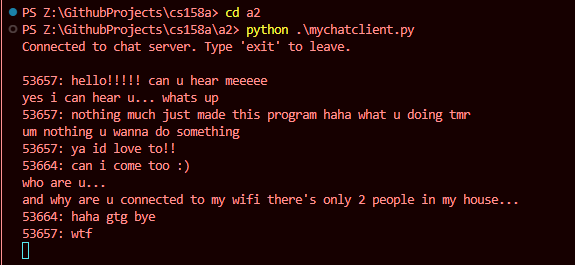 PS Z:\GithubProjects\cs158a> cd a2
PS Z:\GithubProjects\cs158a\a2> python .\mychatclient.py
Connected to chat server. Type 'exit' to leave.
53657: hello!!!!! can u hear meeeee
yes i can hear u... whats up
53657: nothing much just made this program haha what u doing tmr
um nothing u wanna do something
53657: ya id love to!!
53664: can i come too :)
who are u...
and why are u connected to my wifi there's only 2 people in my house...
53664: haha gtg bye
53657: wtf